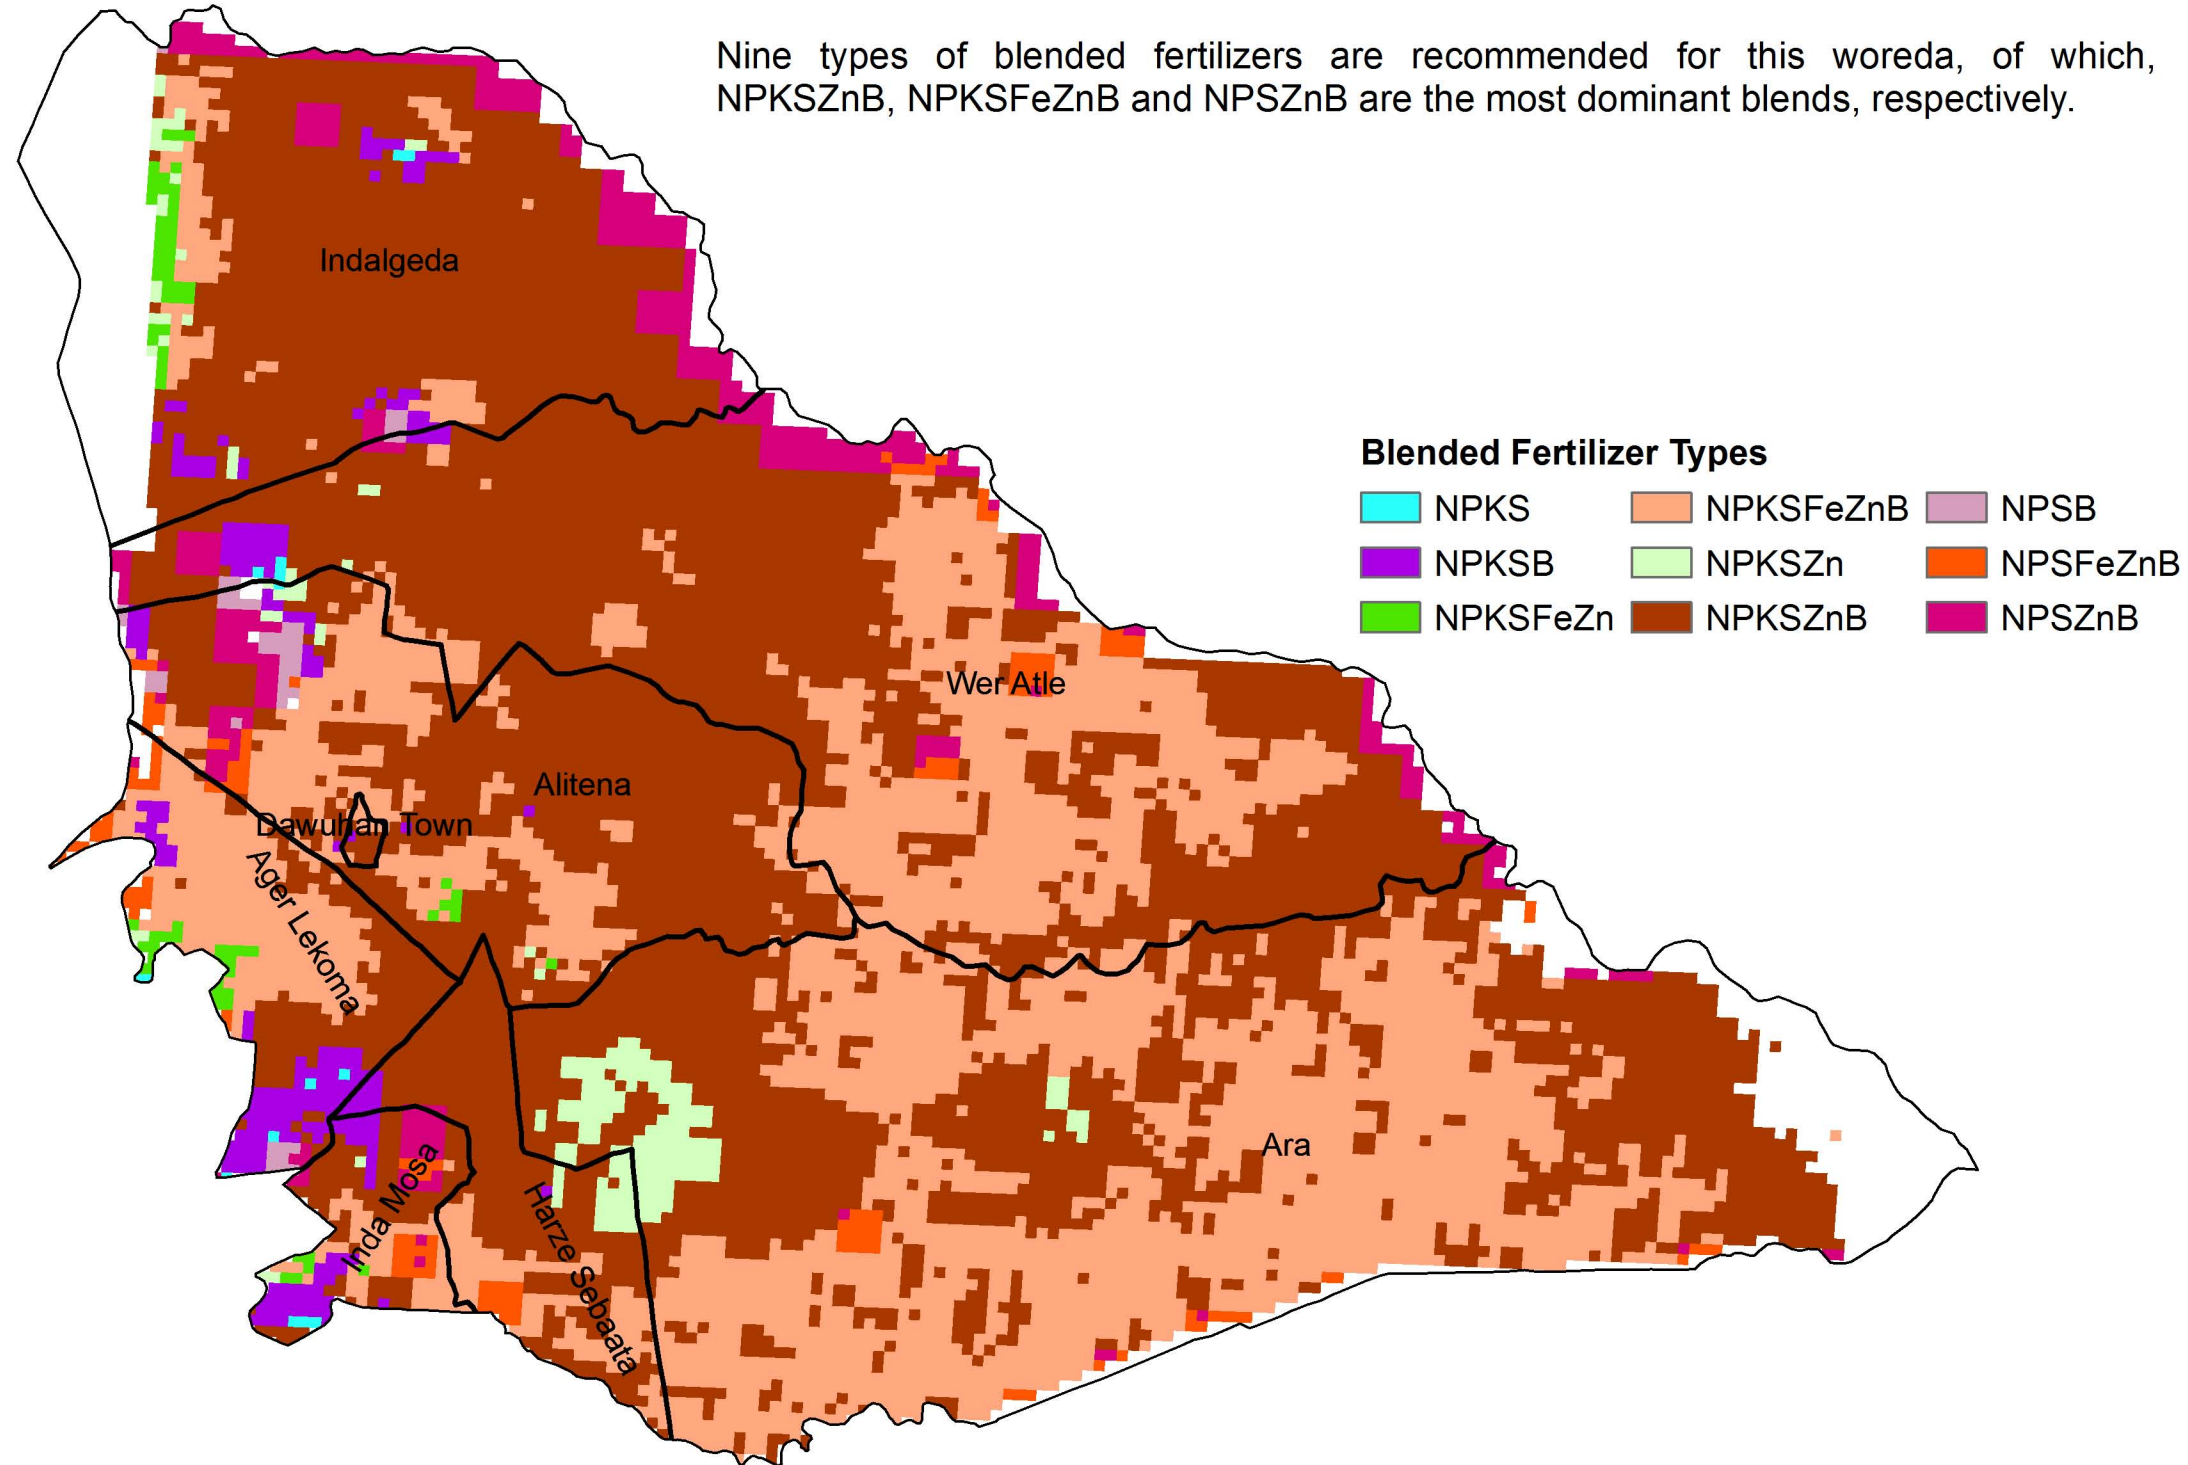 Nine types of blended fertilizers are recommended for this woreda, of which,
NPKSZnB, NPKSFeZnB and NPSZnB are the most dominant blends, respectively.
Indalgeda
Blended Fertilizer Types
NPKS
NPKSFeZnB
NPSB
NPKSB
NPKSZn
NPSFeZnB
NPKSFeZn
NPKSZnB
NPSZnB
Wer Atle
Alitena
Dawuhan Town
Ager Lekoma
Ara
Inda Mosa
Harze Sebaata